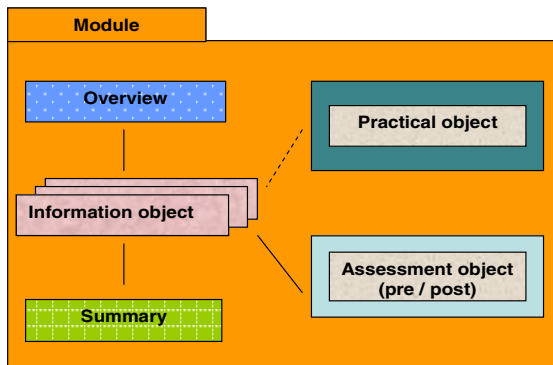 Module
Overview
Practical object
Information object
Assessment object
(pre / post)
Summary